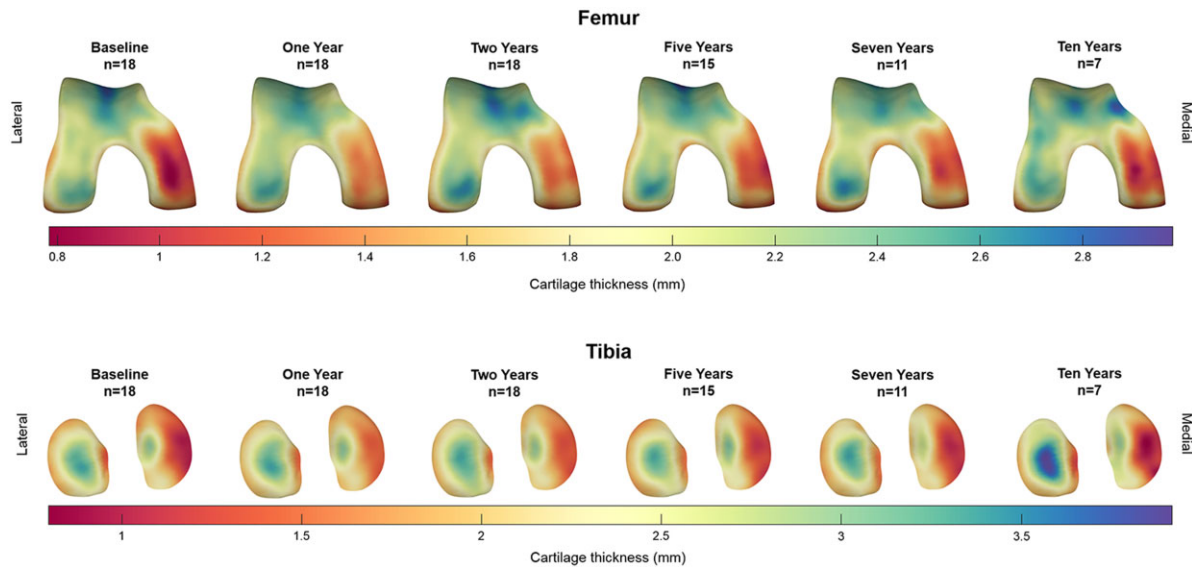 Femur
Baseline
n=18
One Year
n=18
Two Years
n=18
Five Years
n=15
Seven Years
n=11
Ten Years
n=7
Lateral
Medial
0.8 1 1.2 1.4 1.6 1.8 2.0 2.2 2.4 2.6 2.8
Cartilage thickness (mm)
Tibia
Baseline
n=18
One Year
n=18
Two Years
n=18
Five Years
n=15
Seven Years
n=11
Ten Years
n=7
Lateral
Medial
1 1.5 2 2.5 3 3.5
Cartilage thickness (mm)